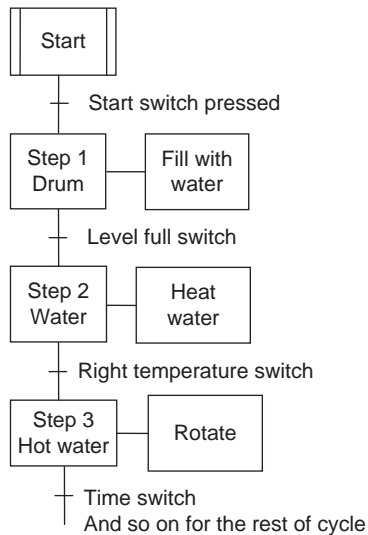 Start
Start switch pressed
Step 1
Drum
Fill with
water
Level full switch
Step 2
Water
Heat
water
Right temperature switch
Step 3
Hot water
Rotate
Time switch
And so on for the rest of cycle